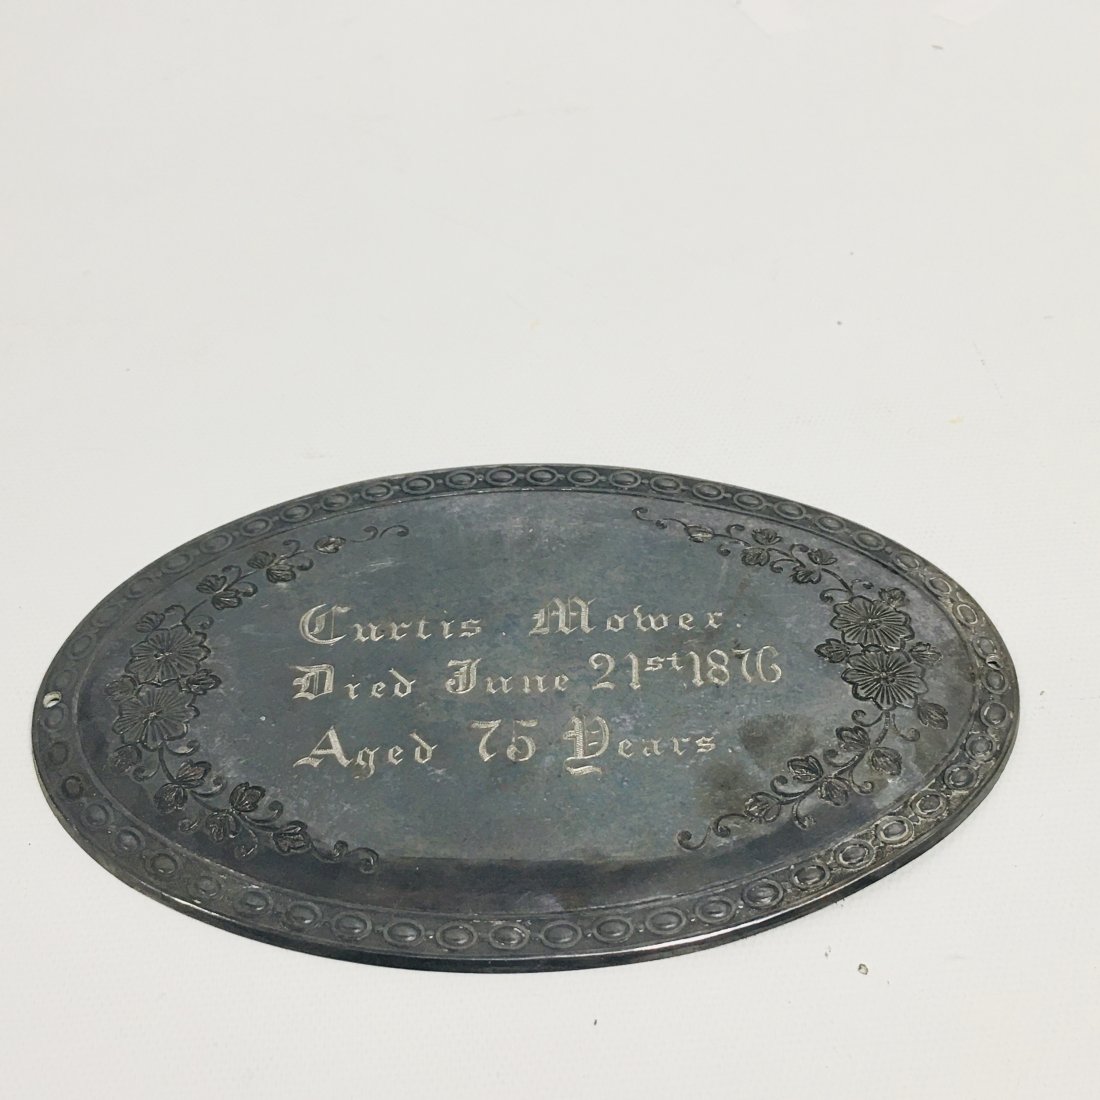 Curtis. Mower.
Died June 21st 1876
Aged 75 Years.